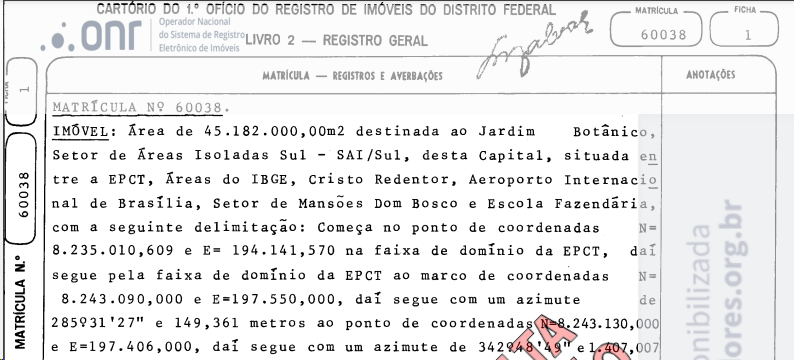 CARTÓRIO DO 1.º OFÍCIO DO REGISTRO DE IMÓVEIS DO DISTRITO FEDERAL
onr
Operador Nacional
do Sistema de Registro
Eletrônico de Imóveis
LIVRO 2 — REGISTRO GERAL
MATRÍCULA
60038
FICHA
1
FICHA
1
MATRÍCULA N.º
60038
MATRÍCULA — REGISTROS E AVERBAÇÕES
ANOTAÇÕES
MATRÍCULA Nº 60038.
IMÓVEL: Área de 45.182.000,00m2 destinada ao Jardim Botânico,
Setor de Áreas Isoladas Sul - SAI/Sul, desta Capital, situada en
tre a EPCT, Áreas do IBGE, Cristo Redentor, Aeroporto Internacio
nal de Brasília, Setor de Mansões Dom Bosco e Escola Fazendária,
com a seguinte delimitação: Começa no ponto de coordenadas N=
8.235.010,609 e E= 194.141,570 na faixa de domínio da EPCT, daí
segue pela faixa de domínio da EPCT ao marco de coordenadas N=
8.243.090,000 e E=197.550,000, daí segue com um azimute de
285º31'27" e 149,361 metros ao ponto de coordenadas N=8.243.130,000
e E=197.406,000, daí segue com um azimute de 342º48'49" e 1.407,007
nibilizada
ores.org.br